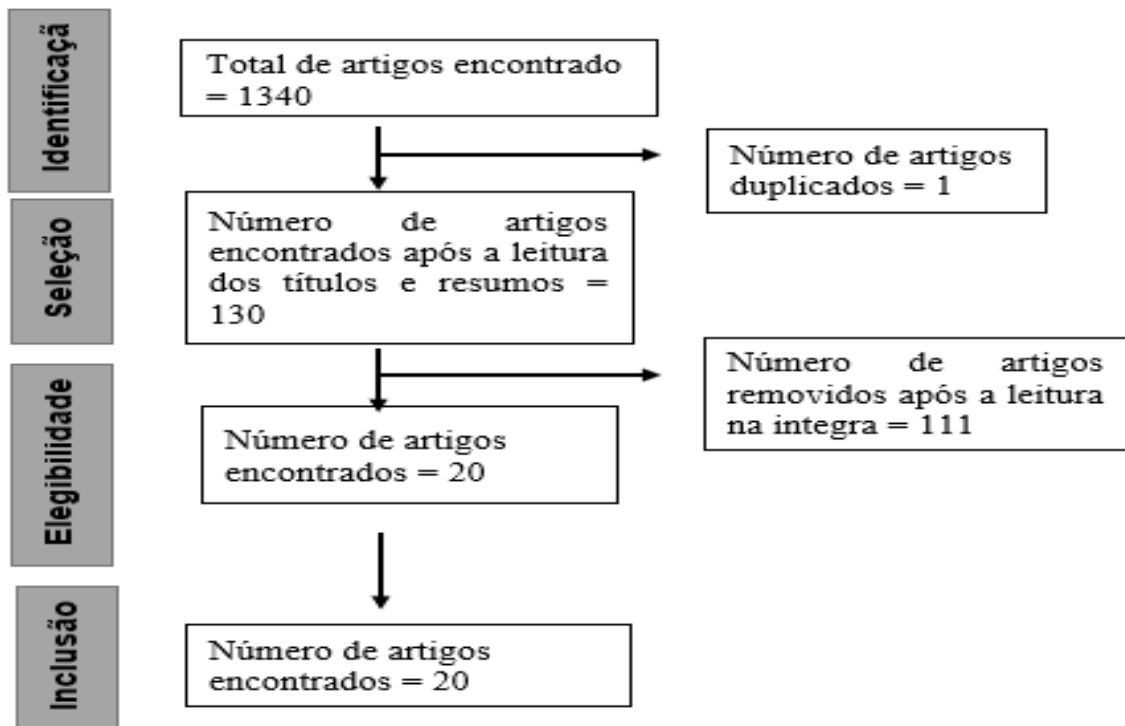 Identificaçã
Total de artigos encontrado
= 1340
Número de artigos
duplicados = 1
Seleção
Número de artigos
encontrados após a leitura
dos títulos e resumos =
130
Número de artigos
removidos após a leitura
na integra = 111
Elegibilidade
Número de artigos
encontrados = 20
Inclusão
Número de artigos
encontrados = 20